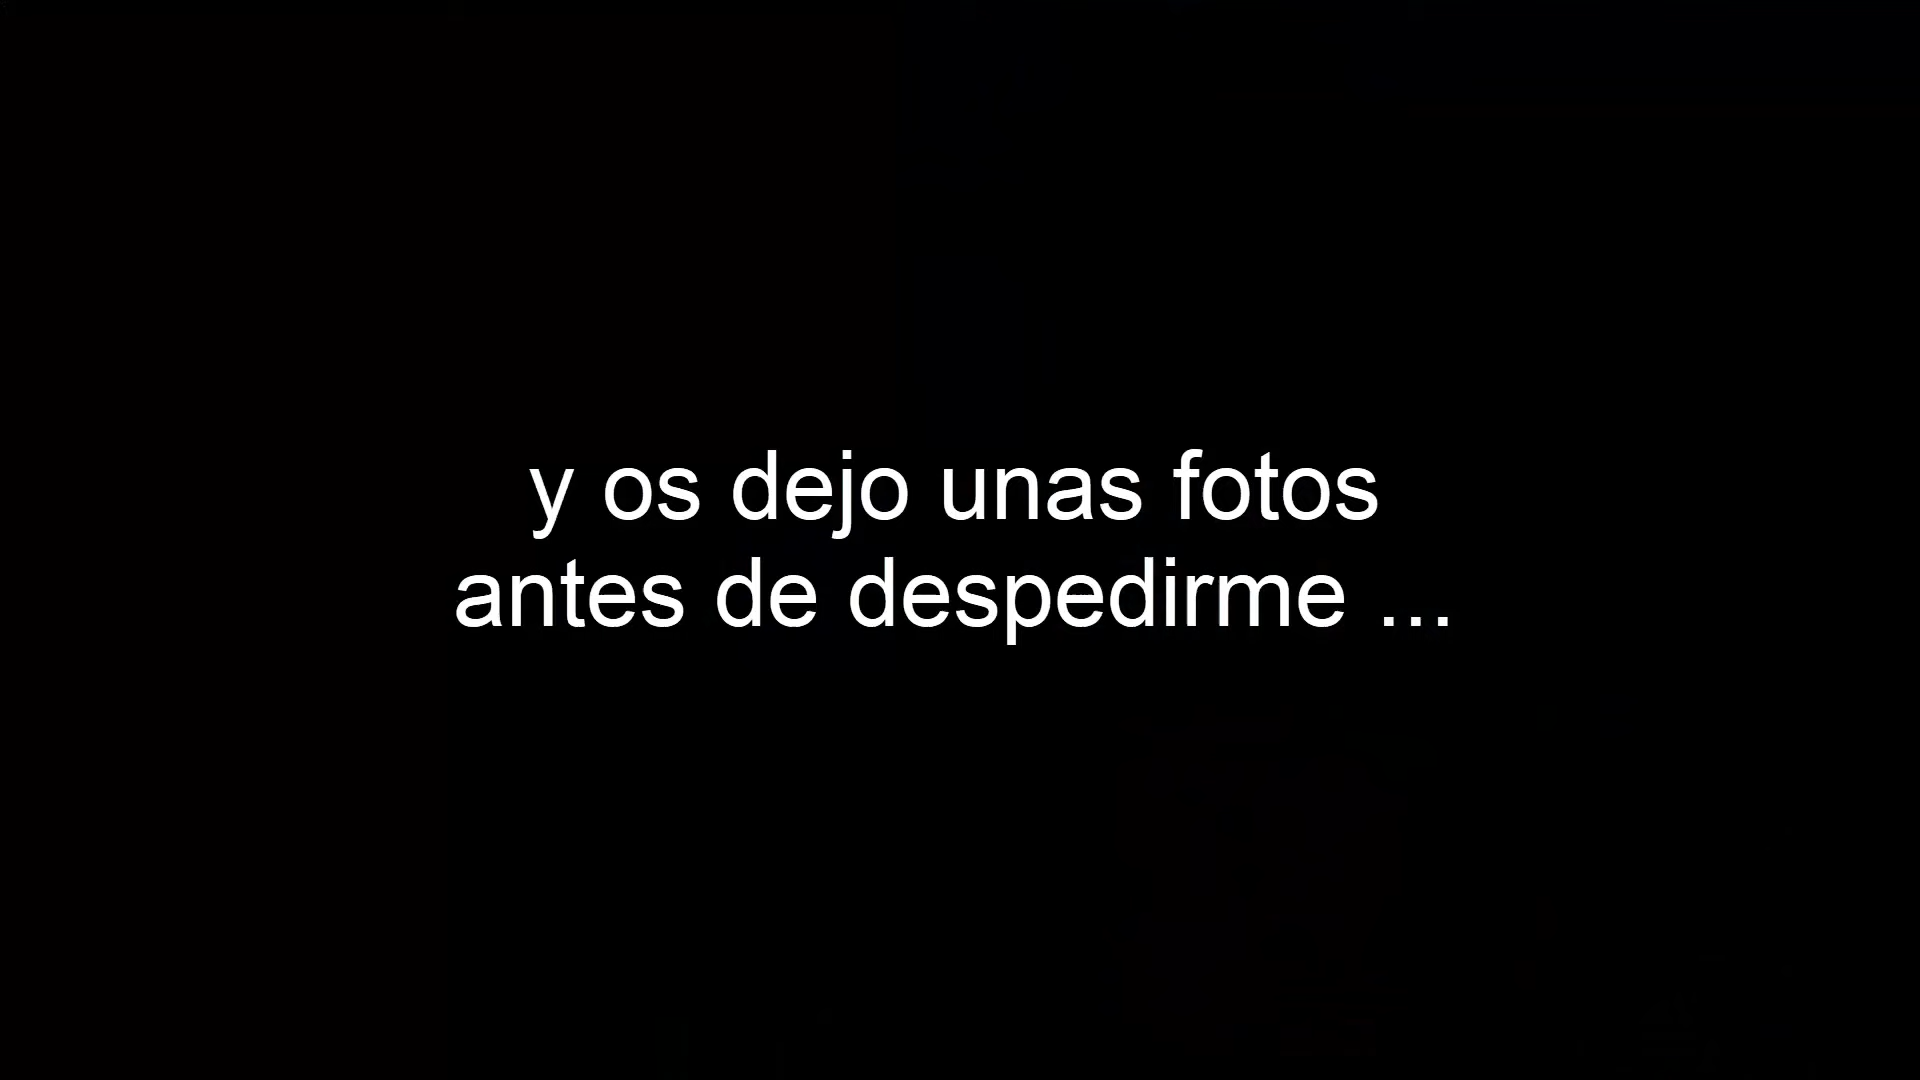 y os dejo unas fotos
antes de despedirme ...